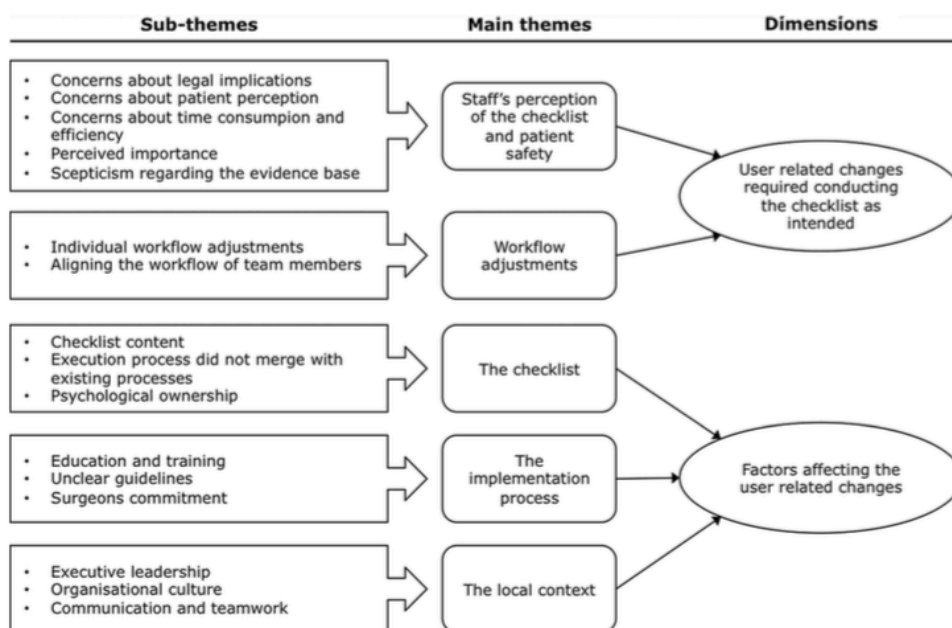 Sub-themes Main themes Dimensions
• Concerns about legal implications
• Concerns about patient perception
• Concerns about time consumpion and
efficiency
• Perceived importance
• Scepticism regarding the evidence base
Staff's perception
of the checklist
and patient
safety
User related changes
required conducting
the checklist as
intended
• Individual workflow adjustments
• Aligning the workflow of team members
Workflow
adjustments
• Checklist content
• Execution process did not merge with
existing processes
• Psychological ownership
The checklist
• Education and training
• Unclear guidelines
• Surgeons commitment
The
implementation
process
Factors affecting the
user related changes
• Executive leadership
• Organisational culture
• Communication and teamwork
The local context